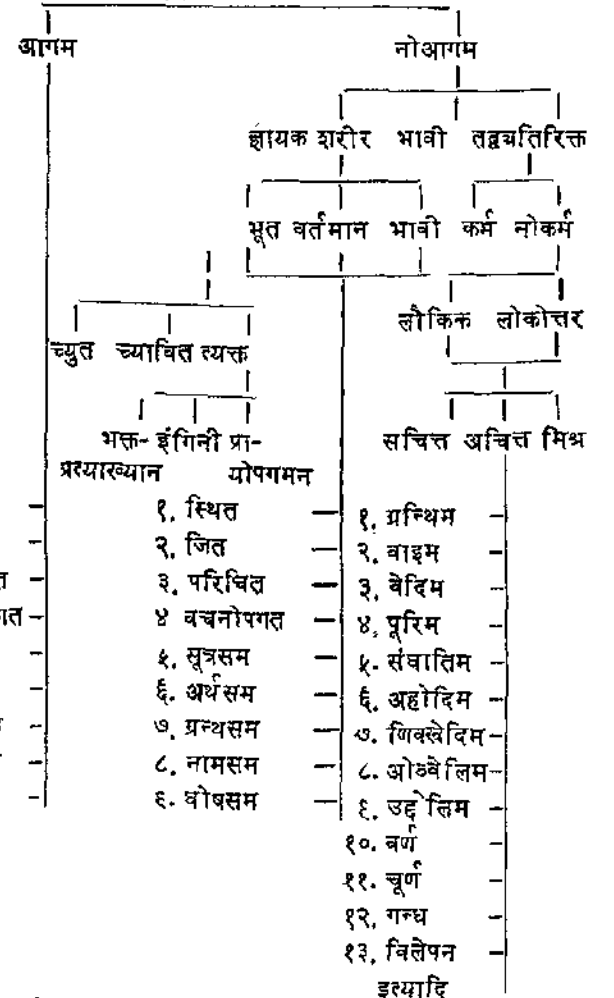 आगम नोआगम
ज्ञायक शरीर भावी तद्व्यतिरिक्त
भूत वर्तमान भावी कर्म नोकर्म
लौकिक लोकोत्तर
च्युत च्यावित त्यक्त
भक्त- इंगिनी प्रा-
प्रत्याख्यान योपगमन
सचित्त अचित्त मिश्र
१. स्थित
२. जित
३. परिचित
४ वचनोपगत
५. सूत्रसम
६. अर्थसम
७. ग्रन्थसम
८. नामसम
९. घोषसम
१. ग्रन्थिम
२. वाइम
३. वेदिम
४. पूरिम
५. संघातिम
६. अहोदिम
७. णिक्खेदिम
८. ओव्वेलिम
९. उद्देलिम
१०. वर्ण
११. चूर्ण
१२. गन्ध
१३. विलेपन
इत्यादि